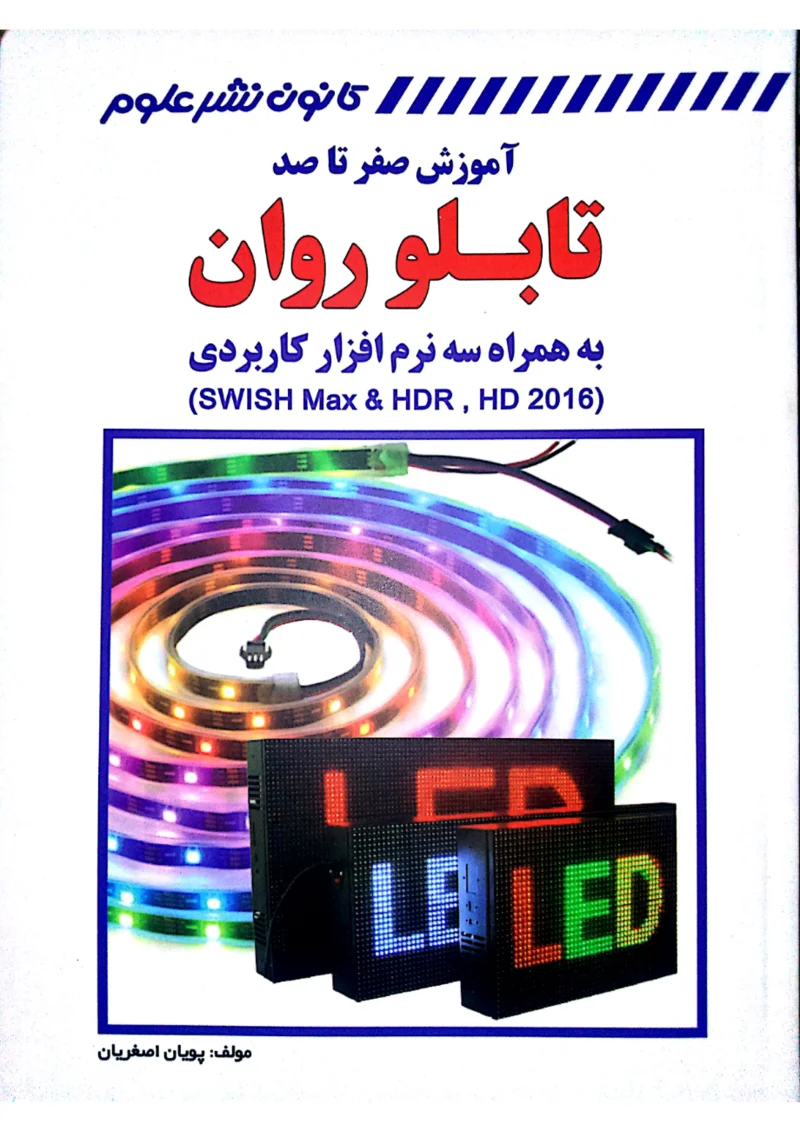 کانون نشر علوم
آموزش صفر تا صد
تابلو روان
به همراه سه نرم افزار کاربردی
(SWISH Max & HDR , HD 2016)
LED
LED
LED
مولف: پویان اصغریان